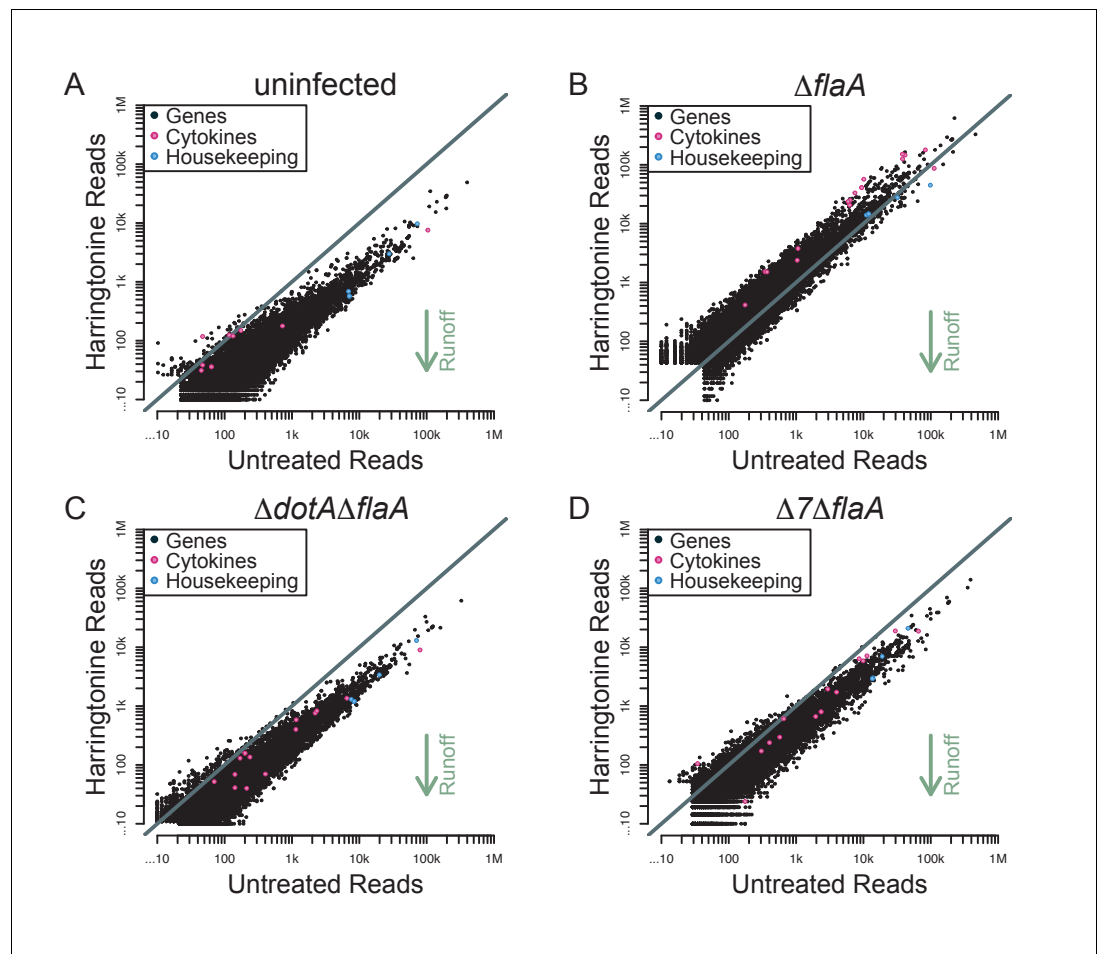 A
uninfected
Genes
Cytokines
Housekeeping
Harringtonine Reads
1M
100k
10k
1k
100
...10
Runoff
...10 100 1k 10k 100k 1M
Untreated Reads
B
ΔflaA
Genes
Cytokines
Housekeeping
Harringtonine Reads
1M
100k
10k
1k
100
...10
Runoff
...10 100 1k 10k 100k 1M
Untreated Reads
C
ΔdotAΔflaA
Genes
Cytokines
Housekeeping
Harringtonine Reads
1M
100k
10k
1k
100
...10
Runoff
...10 100 1k 10k 100k 1M
Untreated Reads
D
Δ7ΔflaA
Genes
Cytokines
Housekeeping
Harringtonine Reads
1M
100k
10k
1k
100
...10
Runoff
...10 100 1k 10k 100k 1M
Untreated Reads